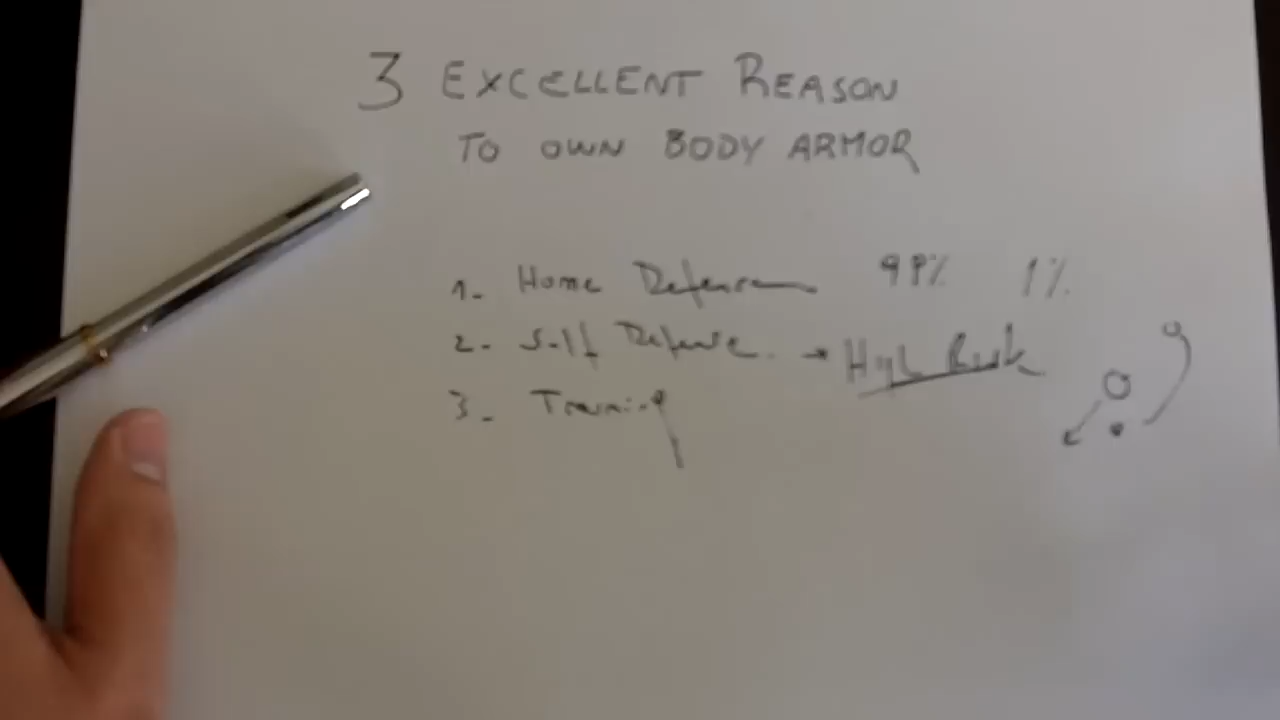 3 EXCELLENT REASON
TO OWN BODY ARMOR
1. Home Defense 99% 1%
2. Self Defense. → High Risk
3. Training